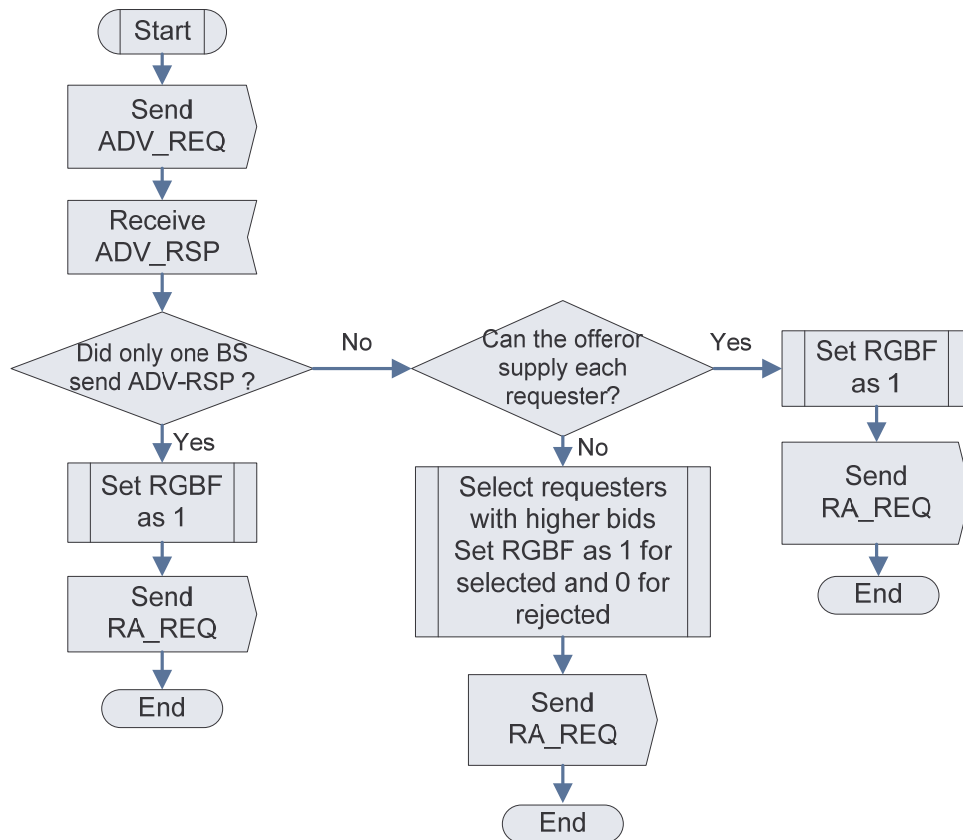 Start
Send
ADV_REQ
Receive
ADV_RSP
Did only one BS
send ADV-RSP ?
No
Yes
Set RGBF
as 1
Send
RA_REQ
End
Can the offeror
supply each
requester?
Yes
No
Select requesters
with higher bids
Set RGBF as 1 for
selected and 0 for
rejected
Send
RA_REQ
End
Set RGBF
as 1
Send
RA_REQ
End